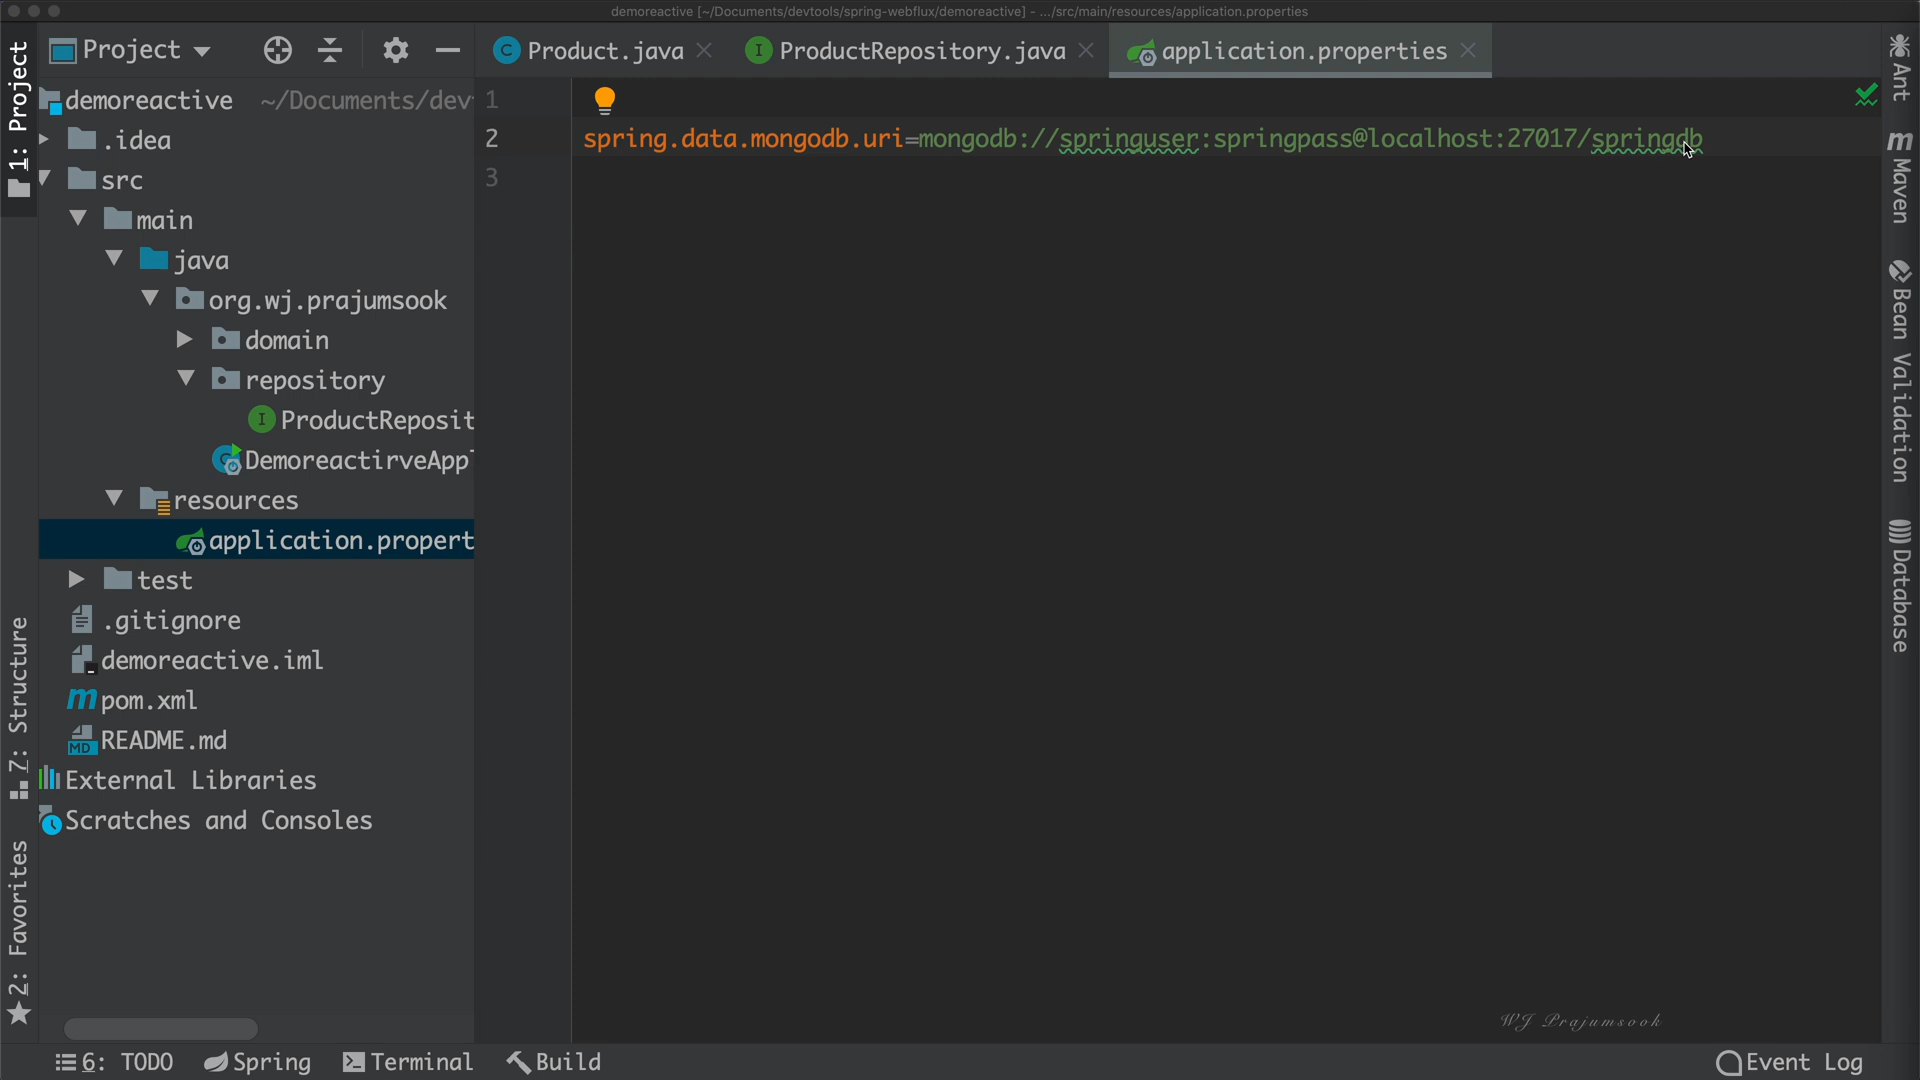 demoreactive [~/Documents/devtools/spring-webflux/demoreactive] - .../src/main/resources/application.properties
Project
Product.java
ProductRepository.java
application.properties
demoreactive ~/Documents/dev
.idea
src
main
java
org.wj.prajumsook
domain
repository
ProductReposit
DemoreactirveAppl
resources
application.propert
test
.gitignore
demoreactive.iml
pom.xml
README.md
External Libraries
Scratches and Consoles
1
2 spring.data.mongodb.uri=mongodb://springuser:springpass@localhost:27017/springdb
3
1: Project
7: Structure
2: Favorites
Ant
Maven
Bean Validation
Database
WJ Prajumsook
6: TODO
Spring
Terminal
Build
Event Log